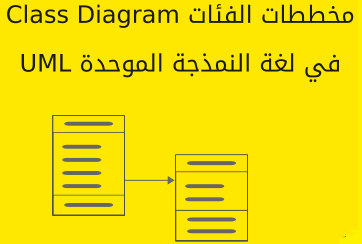 مخططات الفئات Class Diagram
في لغة النمذجة الموحدة UML